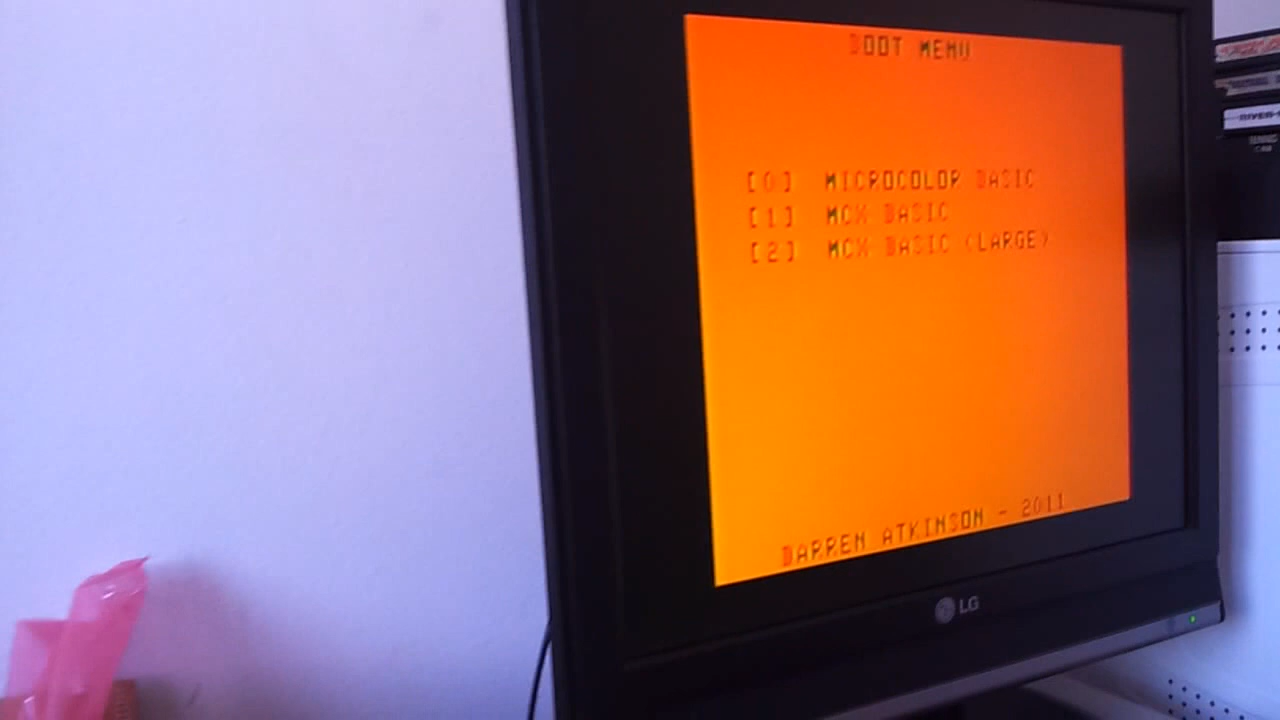 BOOT MENU
[0] MICROCOLOR BASIC
[1] MCX BASIC
[2] MCX BASIC (LARGE)
DARREN ATKINSON - 2011
LG